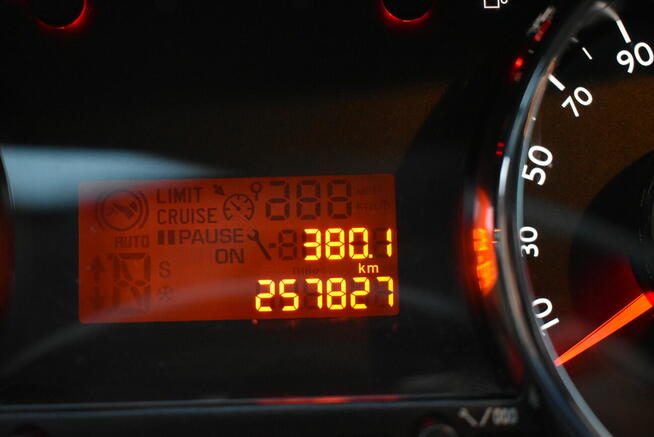 LIMIT
CRUISE
AUTO
PAUSE
ON
S
380.1
km
257827
90
70
50
30
10